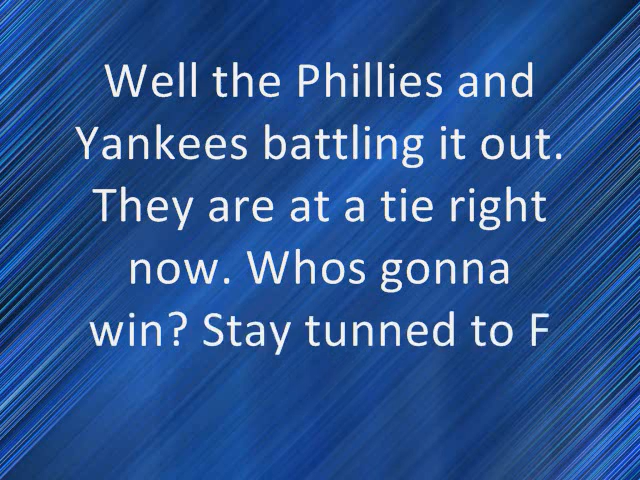 Well the Phillies and
Yankees battling it out.
They are at a tie right
now. Whos gonna
win? Stay tunned to F